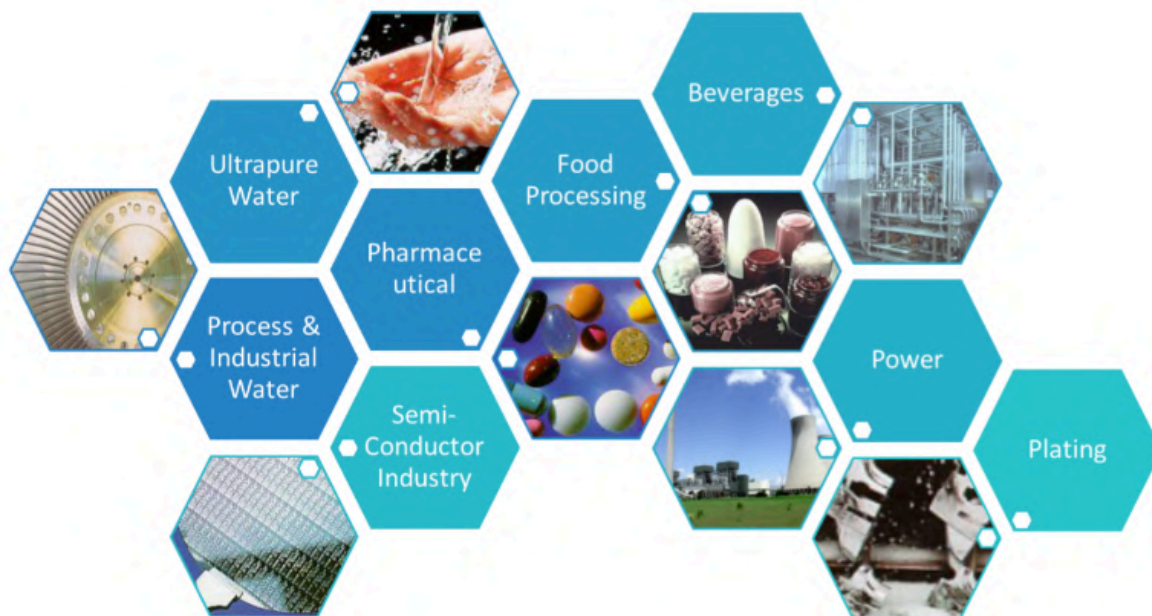 Beverages
Ultrapure
Water
Food
Processing
Pharmace
utical
Process &
Industrial
Water
Power
Semi-
Conductor
Industry
Plating